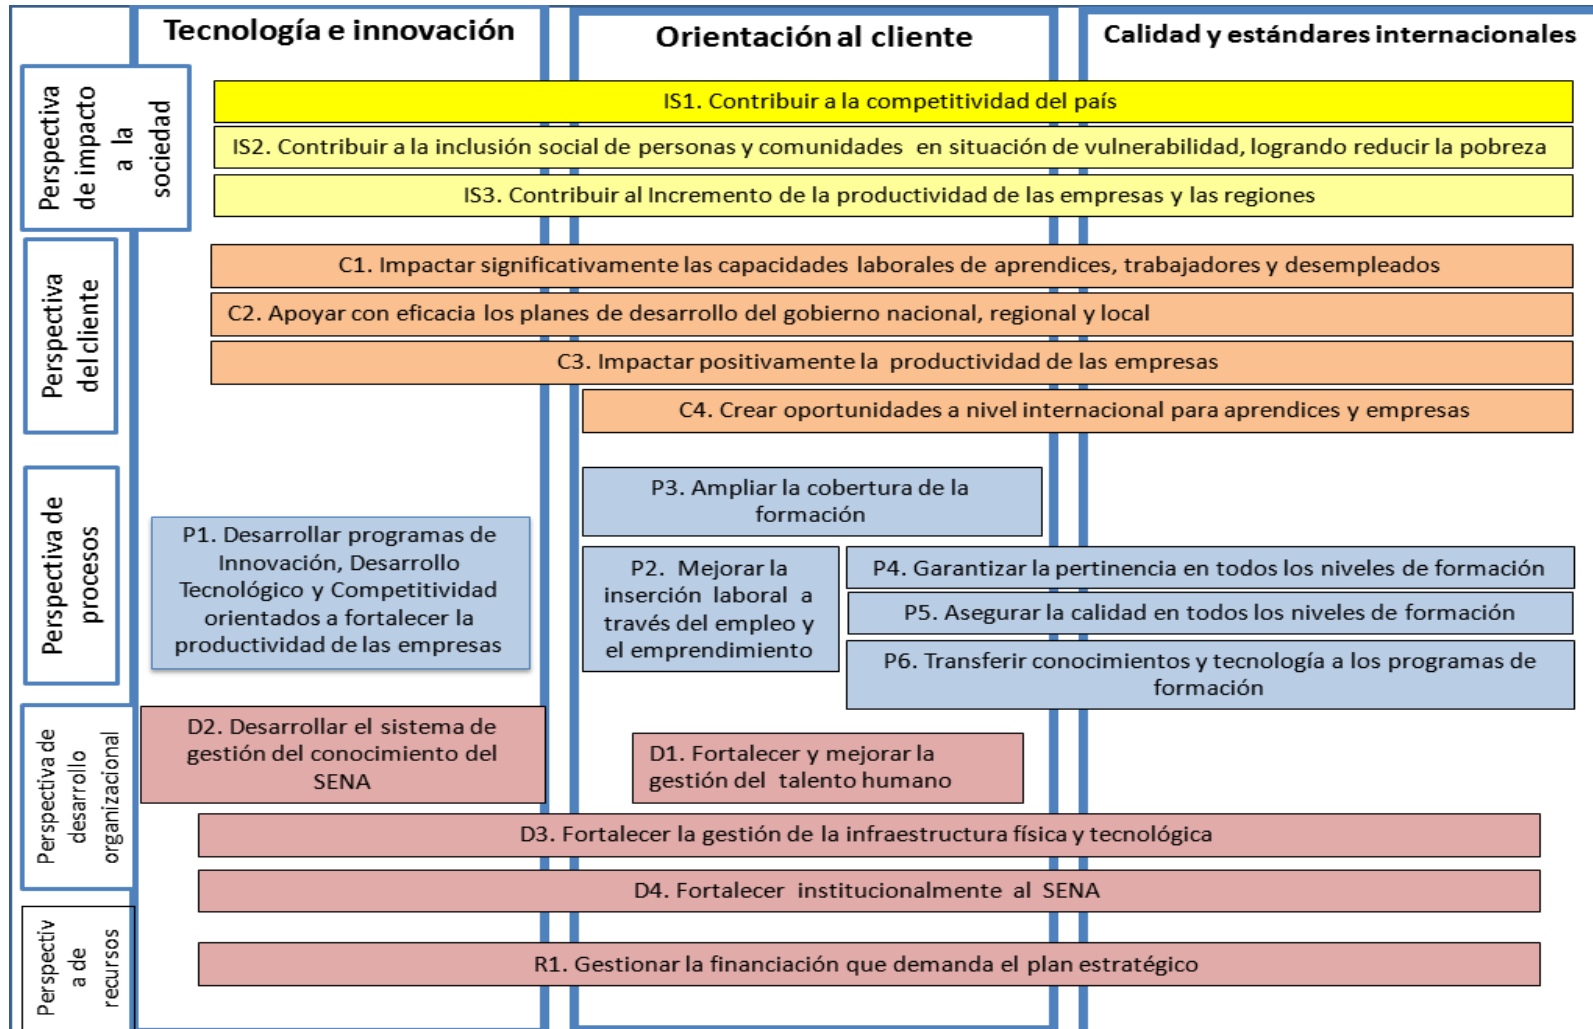 Tecnología e innovación
Orientación al cliente
Calidad y estándares internacionales
Perspectiva
de impacto
a la
sociedad
IS1. Contribuir a la competitividad del país
IS2. Contribuir a la inclusión social de personas y comunidades en situación de vulnerabilidad, logrando reducir la pobreza
IS3. Contribuir al Incremento de la productividad de las empresas y las regiones
Perspectiva
del cliente
C1. Impactar significativamente las capacidades laborales de aprendices, trabajadores y desempleados
C2. Apoyar con eficacia los planes de desarrollo del gobierno nacional, regional y local
C3. Impactar positivamente la productividad de las empresas
C4. Crear oportunidades a nivel internacional para aprendices y empresas
Perspectiva de
procesos
P1. Desarrollar programas de
Innovación, Desarrollo
Tecnológico y Competitividad
orientados a fortalecer la
productividad de las empresas
P3. Ampliar la cobertura de la
formación
P2. Mejorar la
inserción laboral a
través del empleo y
el emprendimiento
P4. Garantizar la pertinencia en todos los niveles de formación
P5. Asegurar la calidad en todos los niveles de formación
P6. Transferir conocimientos y tecnología a los programas de
formación
Perspectiva de
desarrollo
organizacional
D2. Desarrollar el sistema de
gestión del conocimiento del
SENA
D1. Fortalecer y mejorar la
gestión del talento humano
D3. Fortalecer la gestión de la infraestructura física y tecnológica
D4. Fortalecer institucionalmente al SENA
Perspectiv
a de
recursos
R1. Gestionar la financiación que demanda el plan estratégico